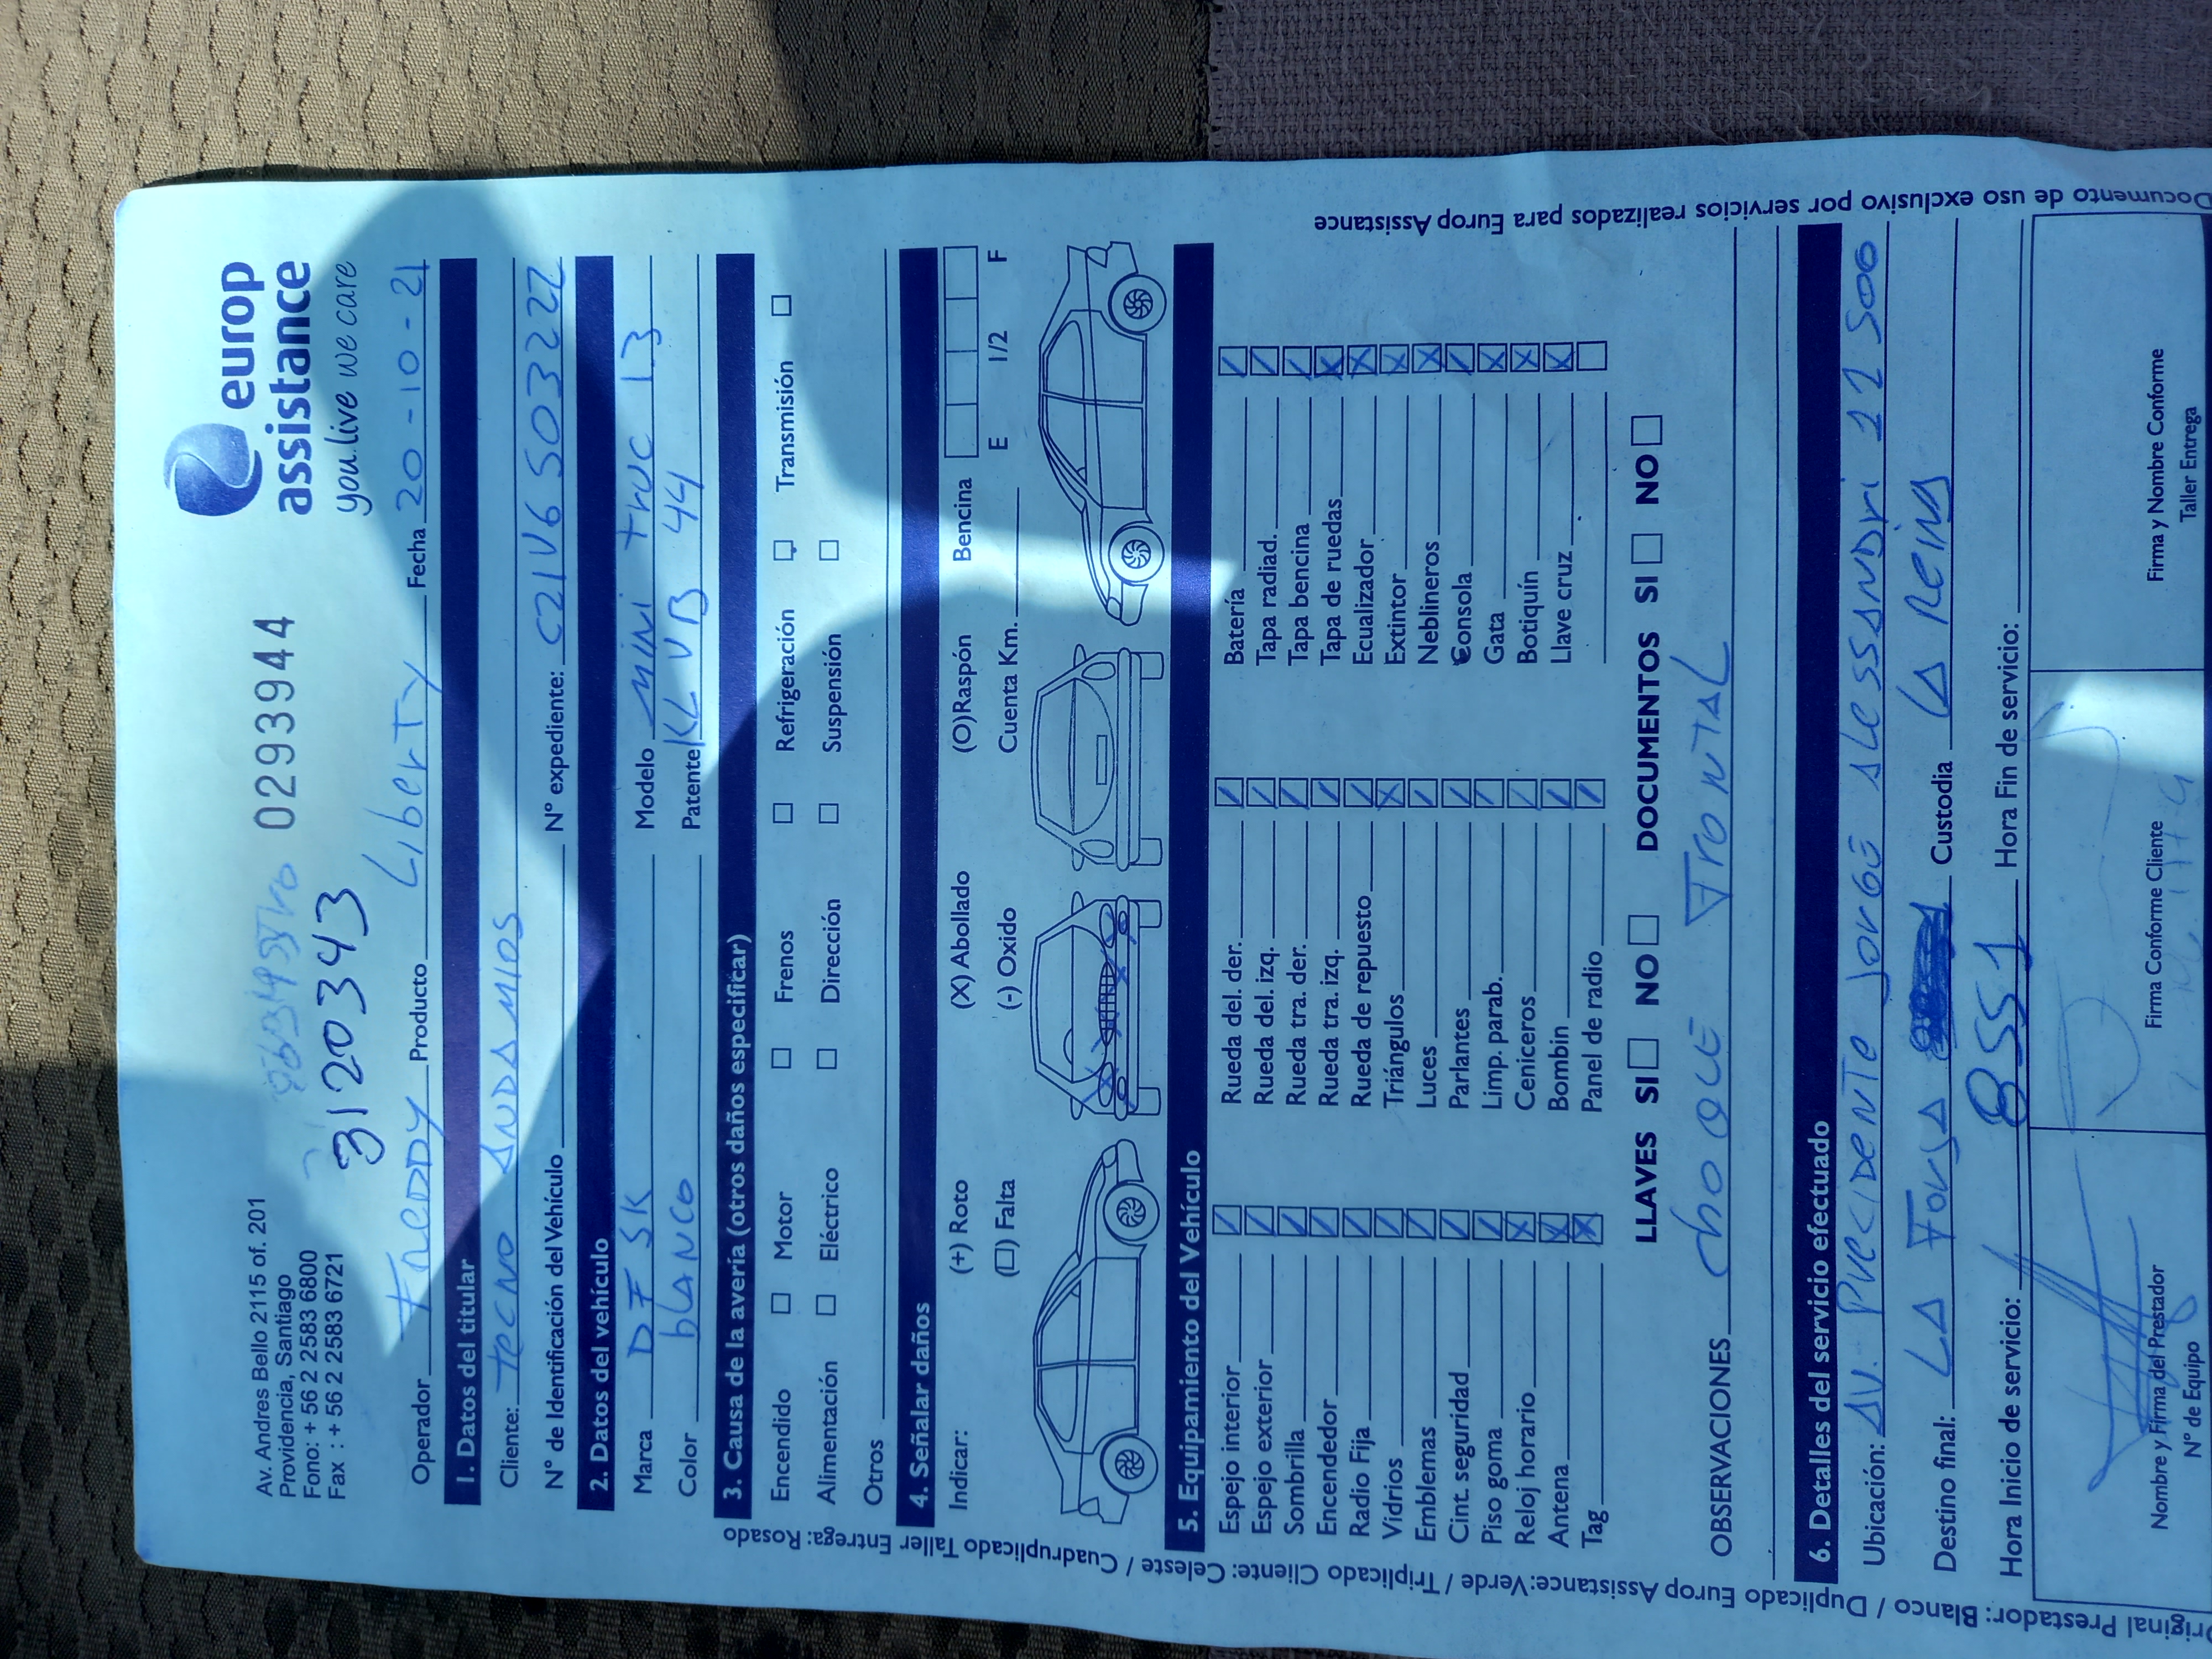 europ
assistance
you live we care
Av. Andres Bello 2115 of. 201
Providencia, Santiago
Fono: + 56 2 2583 6800
Fax : + 56 2 2583 6721
0293944
3120343
Operador Freddy Producto Liberty Fecha 20-10-21
1. Datos del titular
Cliente: Tecno Andamios
N° de Identificación del Vehículo N° expediente: C21V6503222
2. Datos del vehículo
Marca DFSK Modelo Mini truc 1.3
Color blanco Patente KL VB 44
3. Causa de la avería (otros daños especificar)
Encendido Motor Frenos Refrigeración Transmisión
Alimentación Eléctrico Dirección Suspensión
Otros
4. Señalar daños
Indicar: (+) Roto (X) Abollado (O)Raspón Bencina
(□) Falta (-) Oxido Cuenta Km. E 1/2 F
5. Equipamiento del Vehículo
Espejo interior Rueda del. der. Batería
Espejo exterior Rueda del. izq. Tapa radiad.
Sombrilla Rueda tra. der. Tapa bencina
Encendedor Rueda tra. izq. Tapa de ruedas
Radio Fija Rueda de repuesto Ecualizador
Vidrios Triángulos Extintor
Emblemas Luces Neblineros
Cint. seguridad Parlantes Consola
Piso goma Limp. parab. Gata
Reloj horario Ceniceros Botiquín
Antena Bombin Llave cruz
Tag Panel de radio
LLAVES SI NO DOCUMENTOS SI NO
OBSERVACIONES choque Frontal
6. Detalles del servicio efectuado
Ubicación: AV. Precidente Jorge Alessandri 11500
Destino final: LA Forsa Custodia LA Reina
Hora Inicio de servicio: 8551 Hora Fin de servicio:
Nombre y Firma del Prestador Firma Conforme Cliente Firma y Nombre Conforme
N° de Equipo Taller Entrega
Original Prestador: Blanco / Duplicado Europ Assistance:Verde / Triplicado Cliente: Celeste / Cuadruplicado Taller Entrega: Rosado
Documento de uso exclusivo por servicios realizados para Europ Assistance